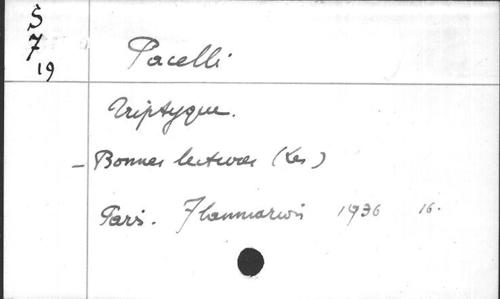 S
7
19
Pacelli
Triptyque.
- Bonnes lectures (Les)
Paris. Flammarion 1936 16.